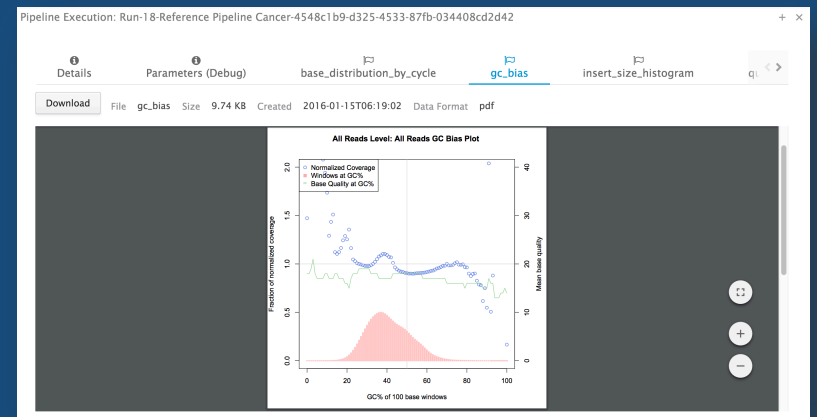 Pipeline Execution: Run-18-Reference Pipeline Cancer-4548c1b9-d325-4533-87fb-034408cd2d42
Details
Parameters (Debug)
base_distribution_by_cycle
gc_bias
insert_size_histogram
Download File gc_bias Size 9.74 KB Created 2016-01-15T06:19:02 Data Format pdf
All Reads Level: All Reads GC Bias Plot
Normalized Coverage
Windows at GC%
Base Quality at GC%
Fraction of normalized coverage
2.0
1.5
1.0
0.5
0.0
40
30
20
10
0
Mean base quality
0 20 40 60 80 100
GC% of 100 base windows